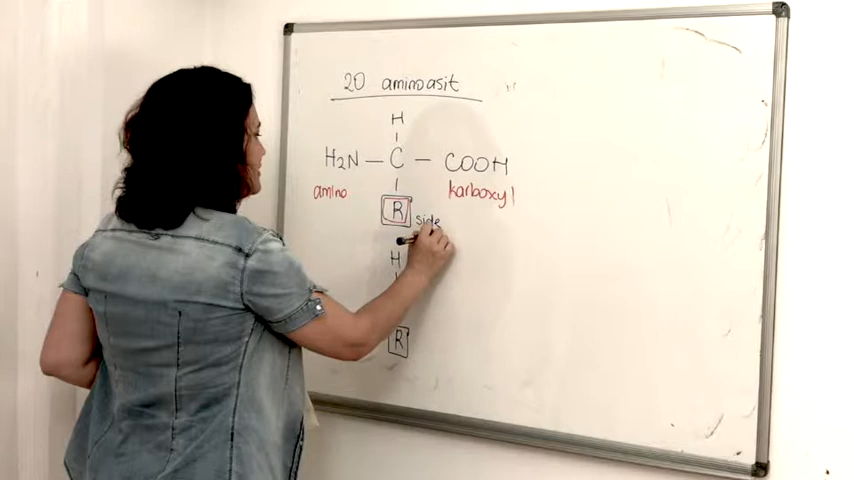 20 aminoasit
H
H2N — C — COOH
amino karboxyl
R
side
H
R